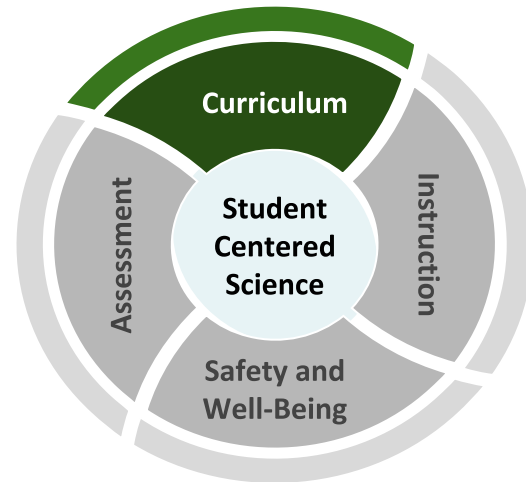 Curriculum
Instruction
Student
Centered
Science
Assessment
Safety and
Well-Being